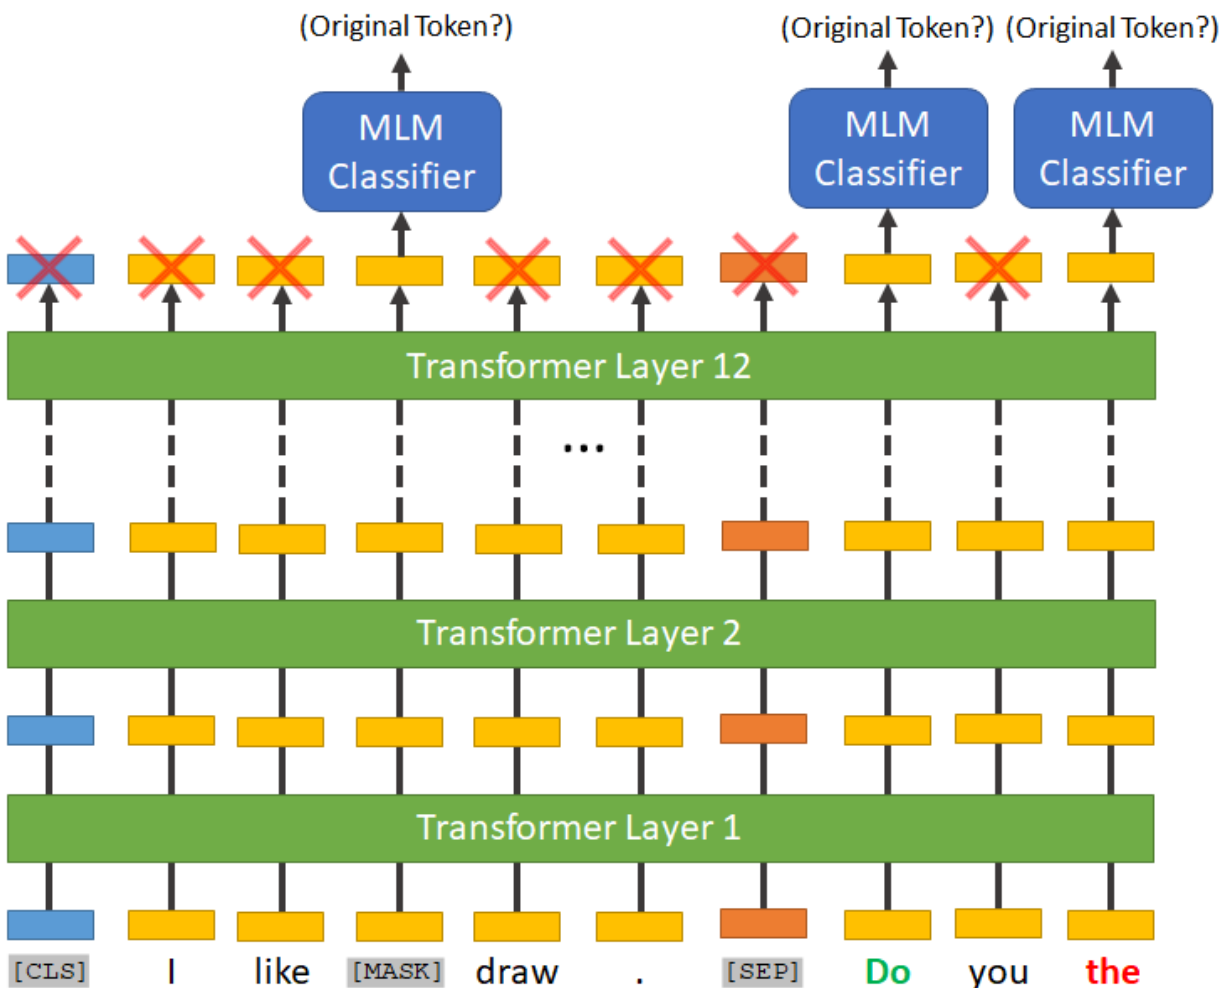 (Original Token?) (Original Token?) (Original Token?)
MLM
Classifier
MLM
Classifier
MLM
Classifier
Transformer Layer 12
...
Transformer Layer 2
Transformer Layer 1
[CLS] I like [MASK] draw . [SEP] Do you the